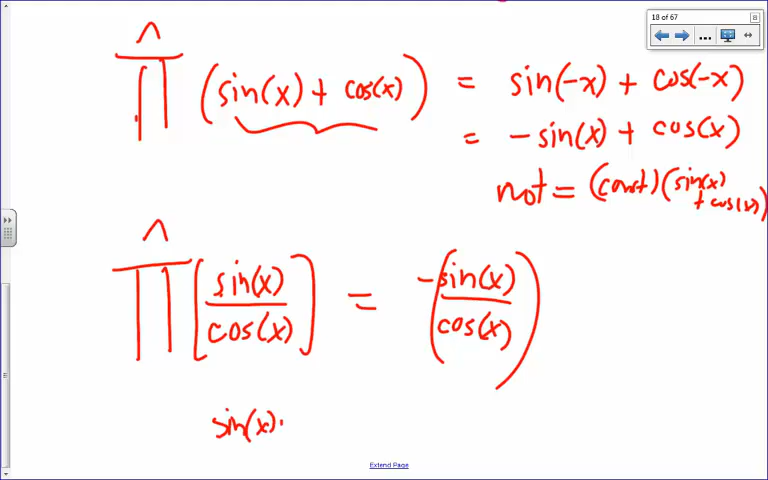 18 of 67
∏̂ (sin(x) + cos(x)) = sin(-x) + cos(-x)
= -sin(x) + cos(x)
not = (const)(sin(x) + cos(x))
∏̂ [sin(x)/cos(x)] = -(sin(x)/cos(x))
sin(x)·
Extend Page